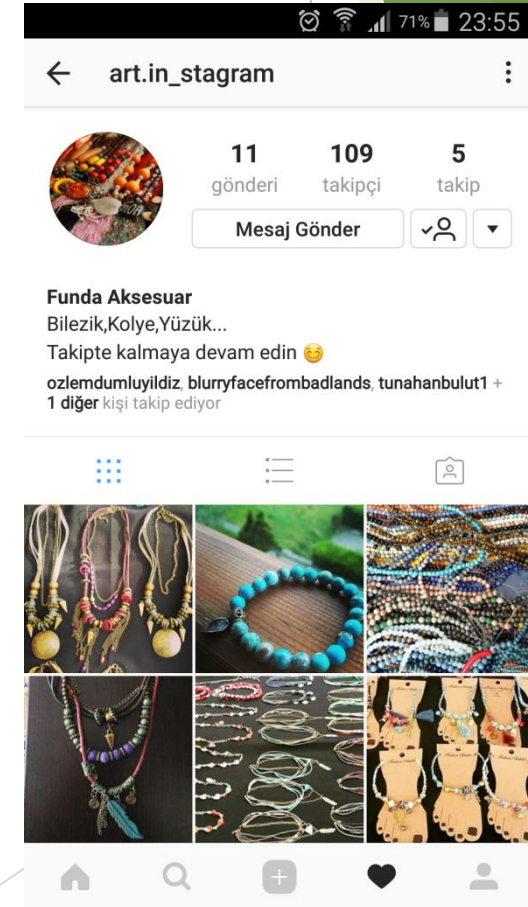 71% 23:55
art.in_stagram
11 109 5
gönderi takipçi takip
Mesaj Gönder
Funda Aksesuar
Bilezik,Kolye,Yüzük...
Takipte kalmaya devam edin 😊
ozlemdumluyildiz, blurryfacefrombadlands, tunahanbulut1 +
1 diğer kişi takip ediyor